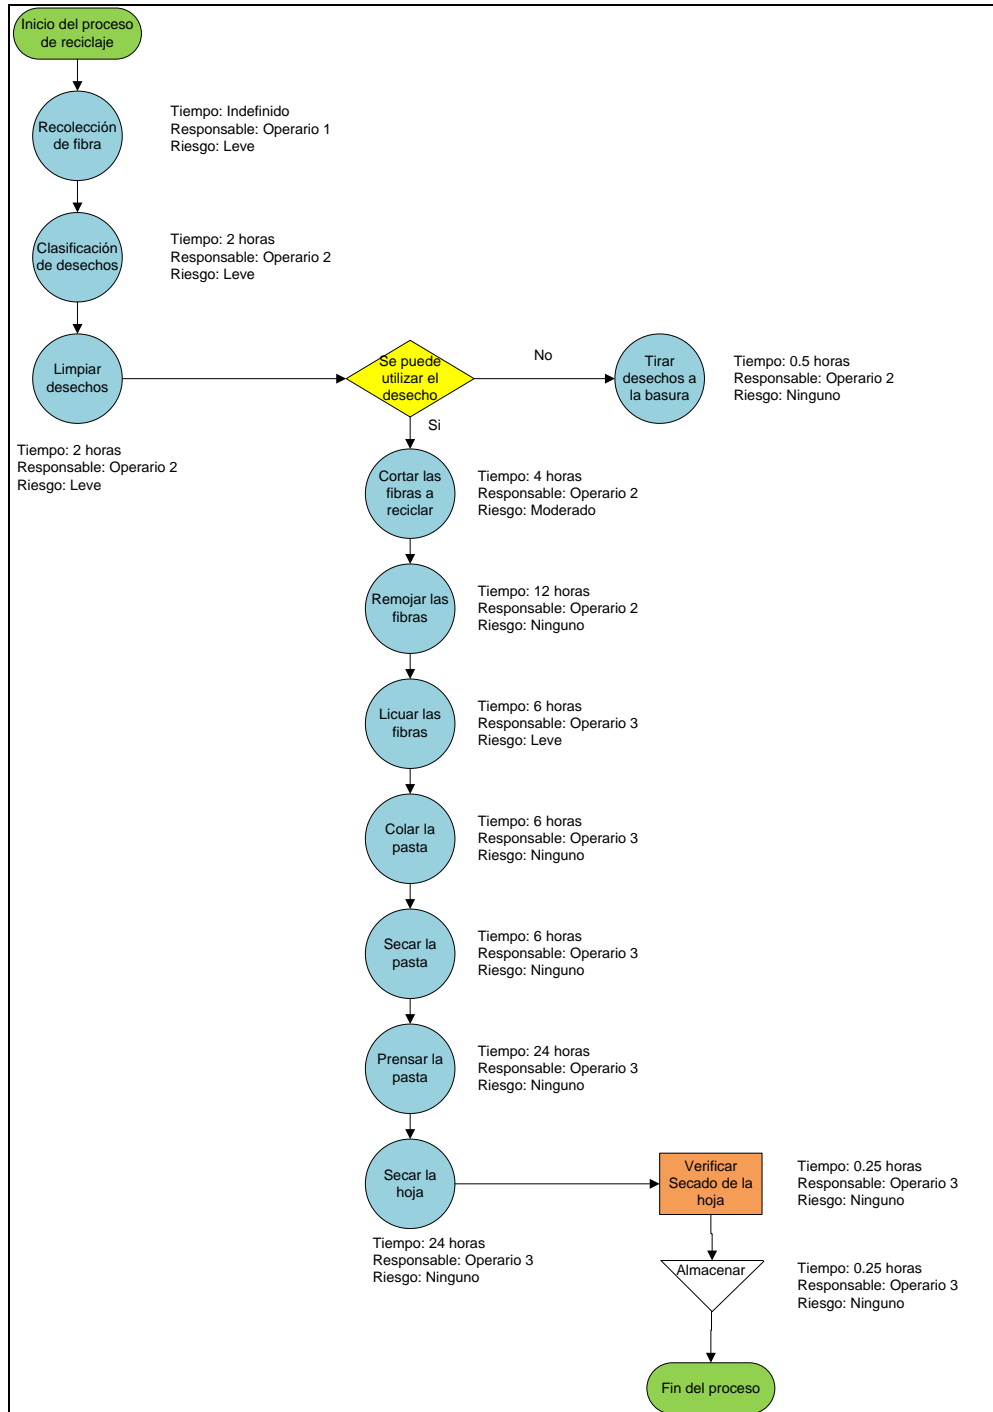 Inicio del proceso
de reciclaje
Recolección
de fibra
Tiempo: Indefinido
Responsable: Operario 1
Riesgo: Leve
Clasificación
de desechos
Tiempo: 2 horas
Responsable: Operario 2
Riesgo: Leve
Limpiar
desechos
Tiempo: 2 horas
Responsable: Operario 2
Riesgo: Leve
Se puede
utilizar el
desecho
No
Tirar
desechos a
la basura
Tiempo: 0.5 horas
Responsable: Operario 2
Riesgo: Ninguno
Si
Cortar las
fibras a
reciclar
Tiempo: 4 horas
Responsable: Operario 2
Riesgo: Moderado
Remojar las
fibras
Tiempo: 12 horas
Responsable: Operario 2
Riesgo: Ninguno
Licuar las
fibras
Tiempo: 6 horas
Responsable: Operario 3
Riesgo: Leve
Colar la
pasta
Tiempo: 6 horas
Responsable: Operario 3
Riesgo: Ninguno
Secar la
pasta
Tiempo: 6 horas
Responsable: Operario 3
Riesgo: Ninguno
Prensar la
pasta
Tiempo: 24 horas
Responsable: Operario 3
Riesgo: Ninguno
Secar la
hoja
Tiempo: 24 horas
Responsable: Operario 3
Riesgo: Ninguno
Verificar
Secado de la
hoja
Tiempo: 0.25 horas
Responsable: Operario 3
Riesgo: Ninguno
Almacenar
Tiempo: 0.25 horas
Responsable: Operario 3
Riesgo: Ninguno
Fin del proceso